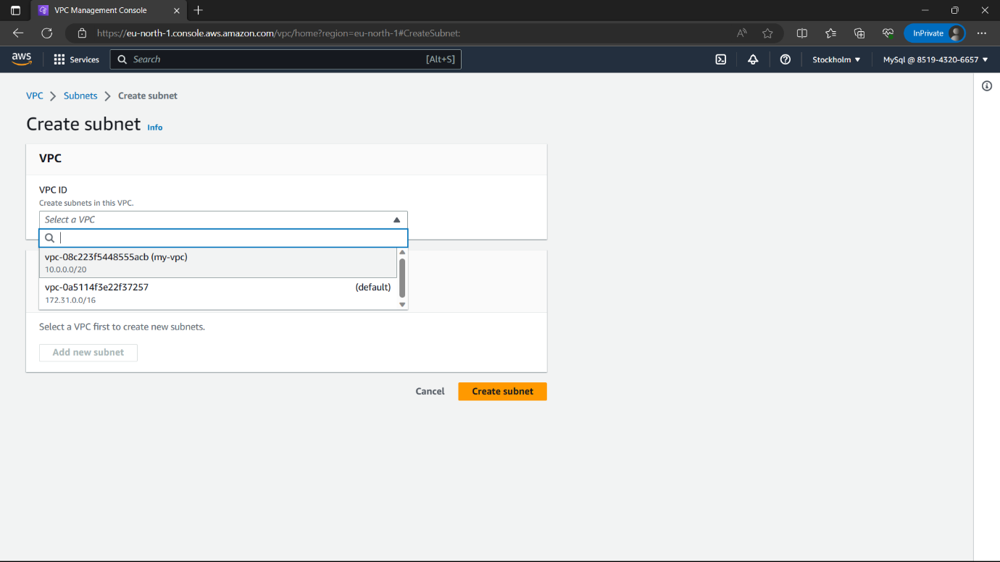 VPC Management Console
https://eu-north-1.console.aws.amazon.com/vpc/home?region=eu-north-1#CreateSubnet:
InPrivate
aws
Services
Search
[Alt+S]
Stockholm
MySql @ 8519-4320-6657
VPC
Subnets
Create subnet
Create subnet
Info
VPC
VPC ID
Create subnets in this VPC.
Select a VPC
vpc-08c223f5448555acb (my-vpc)
10.0.0.0/20
vpc-0a5114f3e22f37257 (default)
172.31.0.0/16
Select a VPC first to create new subnets.
Add new subnet
Cancel
Create subnet